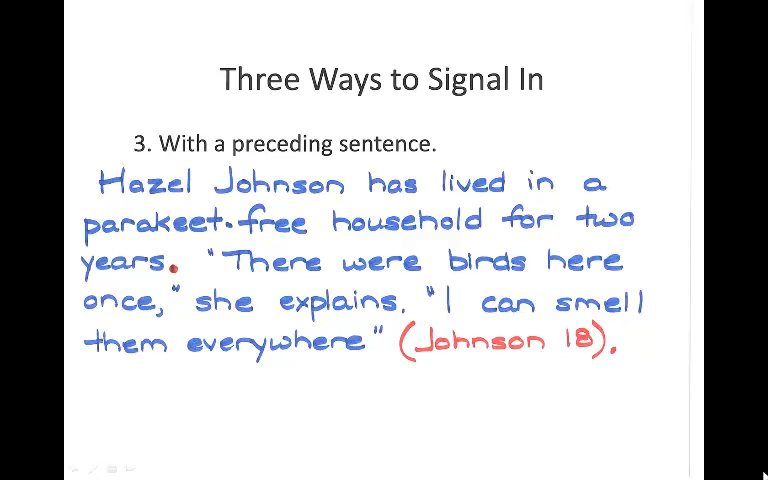 Three Ways to Signal In
3. With a preceding sentence.
Hazel Johnson has lived in a
parakeet-free household for two
years. "There were birds here
once," she explains. "I can smell
them everywhere" (Johnson 18).